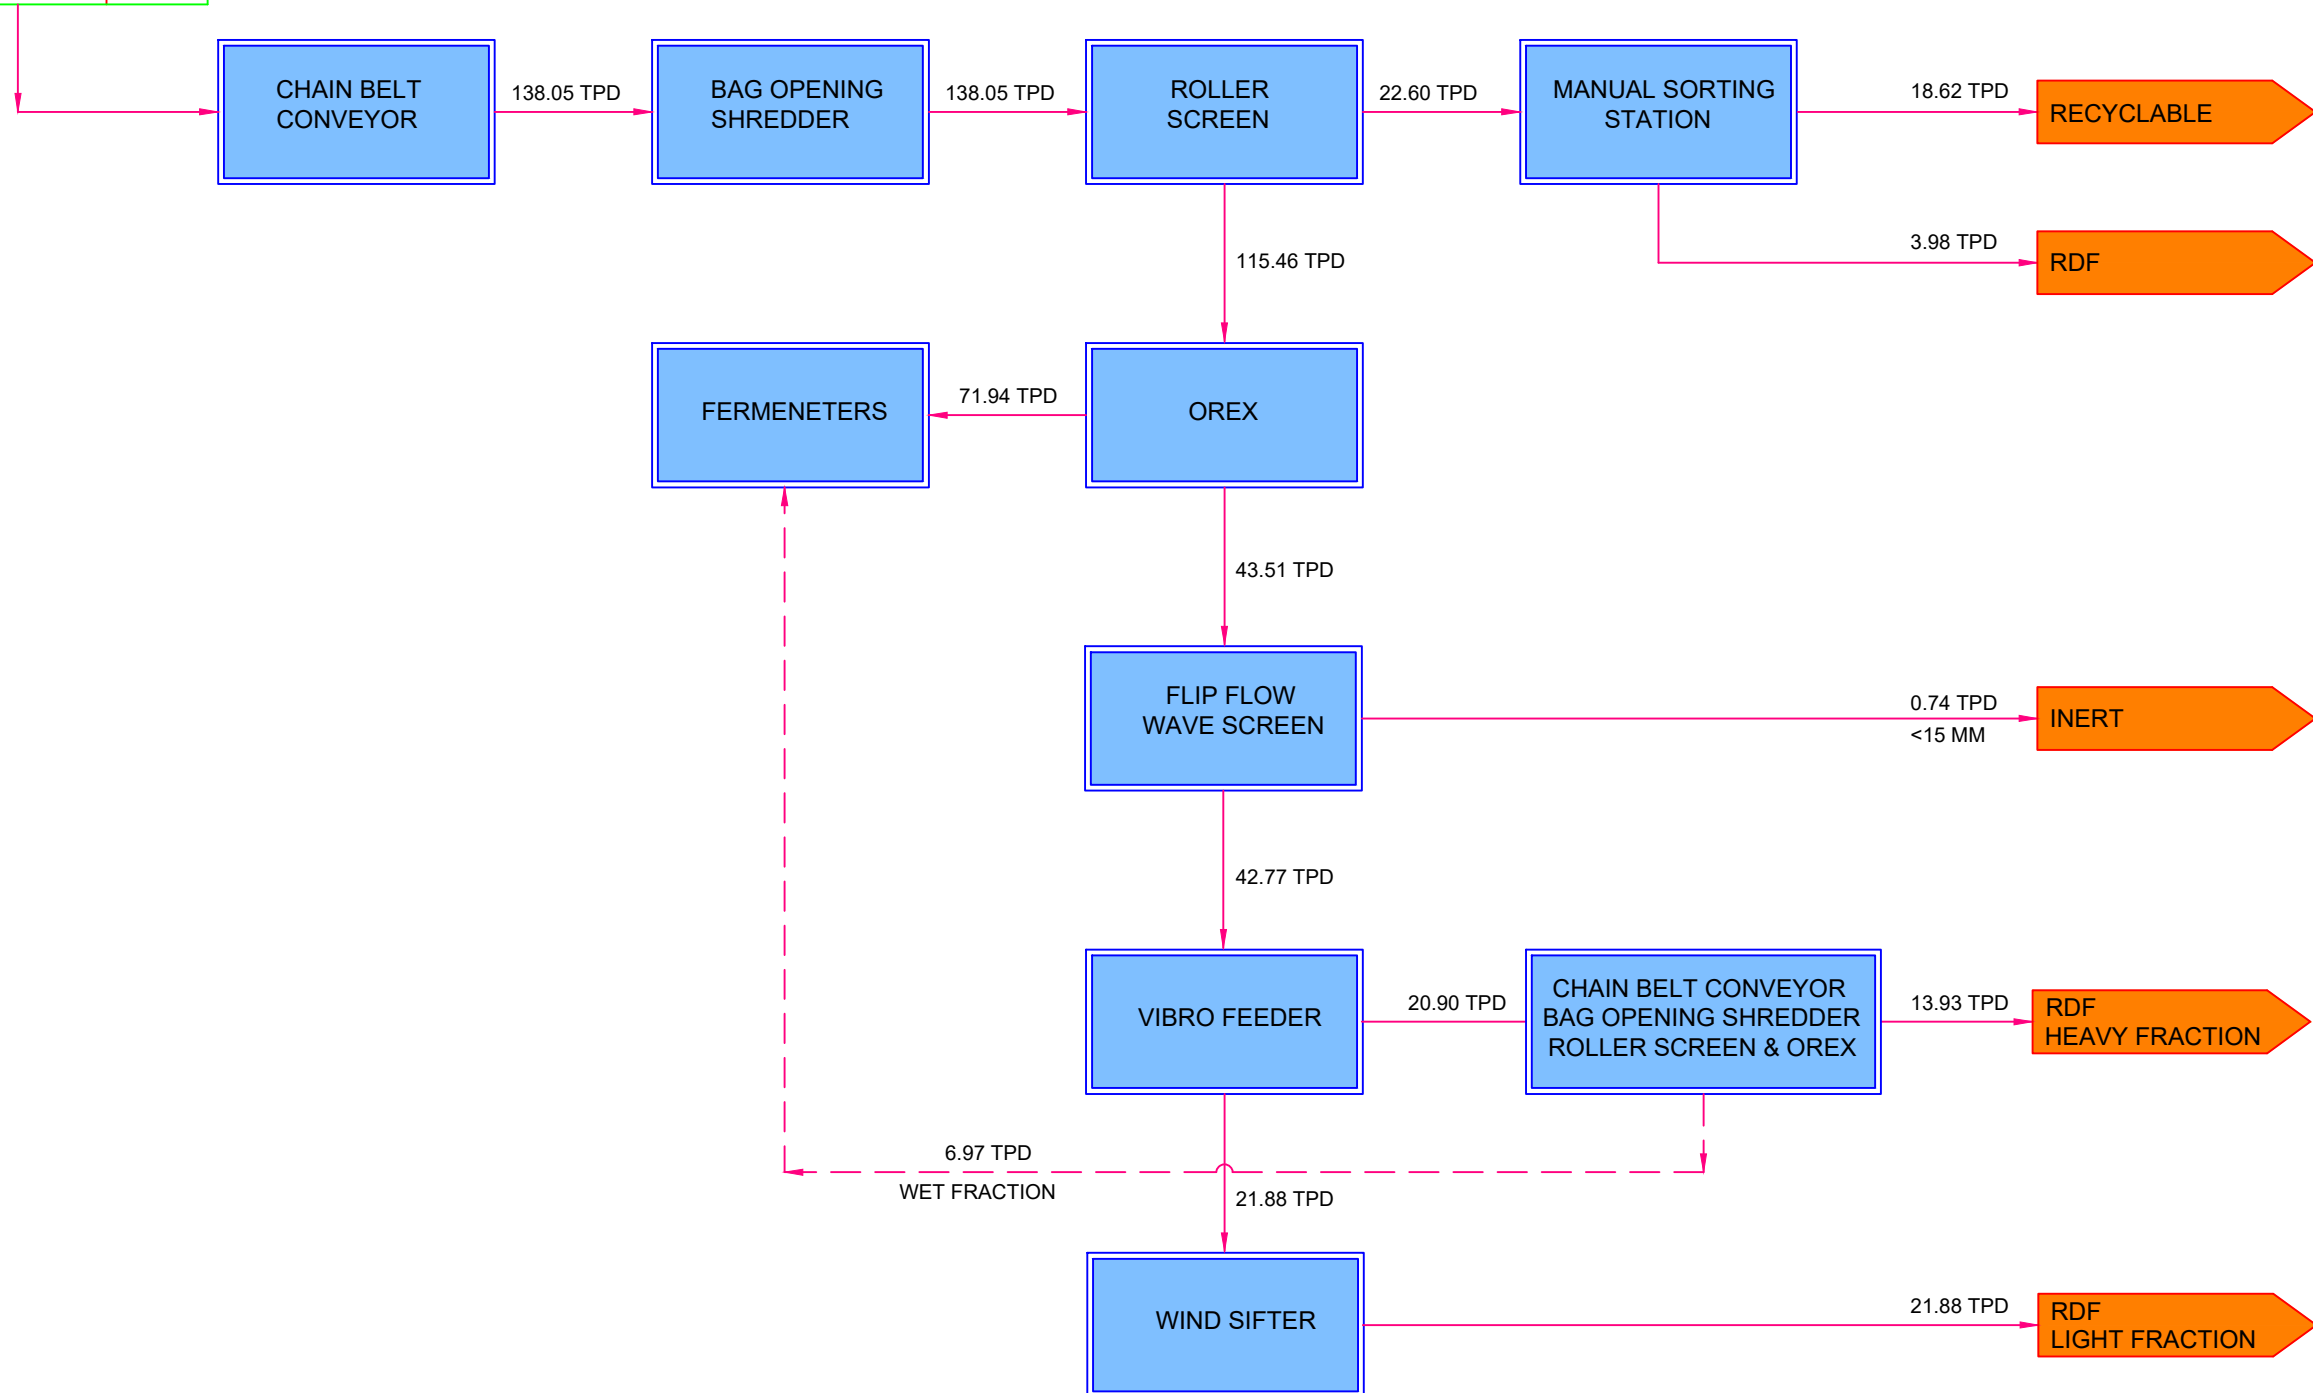 CHAIN BELT
CONVEYOR
138.05 TPD
BAG OPENING
SHREDDER
138.05 TPD
ROLLER
SCREEN
22.60 TPD
MANUAL SORTING
STATION
18.62 TPD
RECYCLABLE
3.98 TPD
RDF
115.46 TPD
FERMENETERS
71.94 TPD
OREX
43.51 TPD
FLIP FLOW
WAVE SCREEN
0.74 TPD
<15 MM
INERT
42.77 TPD
VIBRO FEEDER
20.90 TPD
CHAIN BELT CONVEYOR
BAG OPENING SHREDDER
ROLLER SCREEN & OREX
13.93 TPD
RDF
HEAVY FRACTION
6.97 TPD
WET FRACTION
21.88 TPD
WIND SIFTER
21.88 TPD
RDF
LIGHT FRACTION